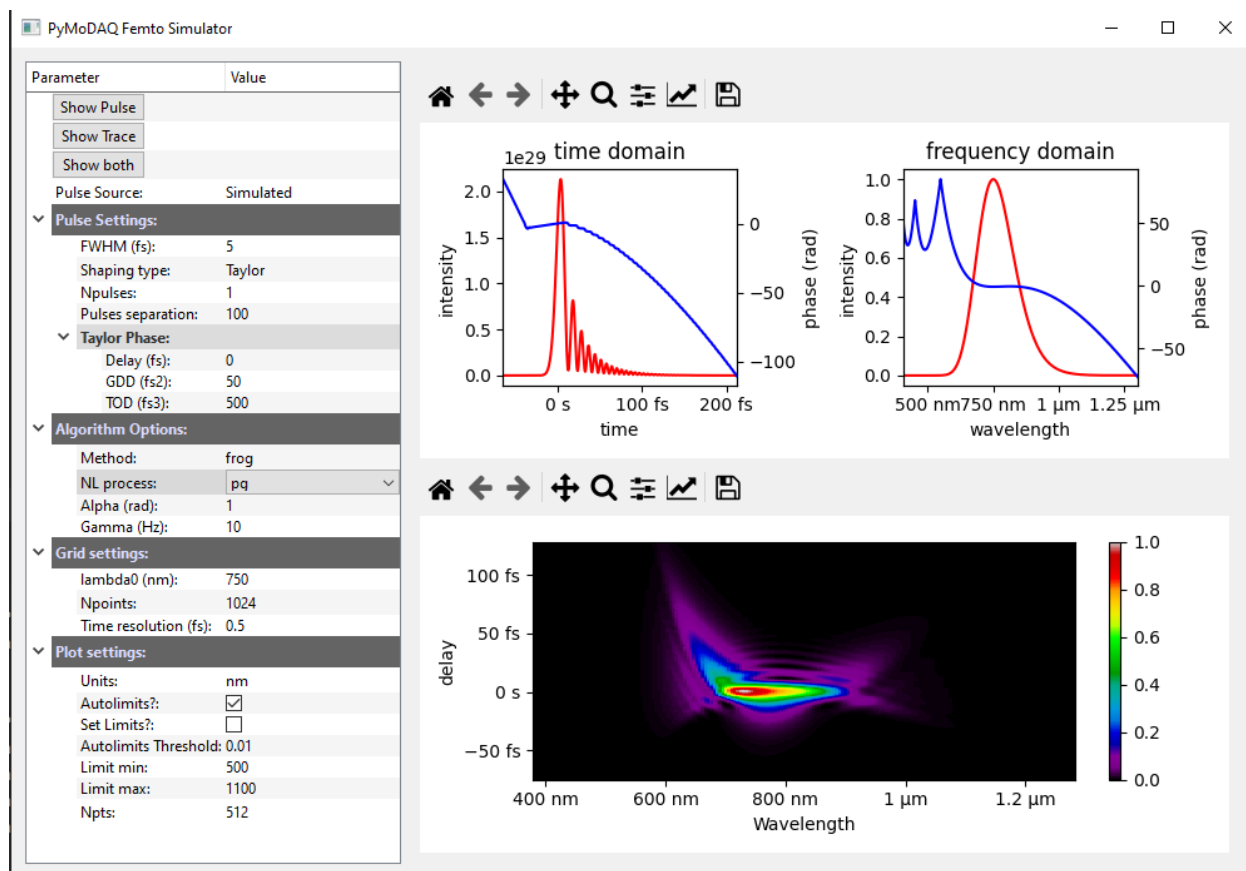 PyMoDAQ Femto Simulator
Parameter Value
Show Pulse
Show Trace
Show both
Pulse Source: Simulated
Pulse Settings:
FWHM (fs): 5
Shaping type: Taylor
Npulses: 1
Pulses separation: 100
Taylor Phase:
Delay (fs): 0
GDD (fs2): 50
TOD (fs3): 500
Algorithm Options:
Method: frog
NL process: pg
Alpha (rad): 1
Gamma (Hz): 10
Grid settings:
lambda0 (nm): 750
Npoints: 1024
Time resolution (fs): 0.5
Plot settings:
Units: nm
Autolimits?:
Set Limits?:
Autolimits Threshold: 0.01
Limit min: 500
Limit max: 1100
Npts: 512
1e29 time domain
2.0
1.5
1.0
0.5
0.0
intensity
0
−50
−100
phase (rad)
0 s 100 fs 200 fs
time
frequency domain
1.0
0.8
0.6
0.4
0.2
0.0
intensity
50
0
−50
phase (rad)
500 nm 750 nm 1 µm 1.25 µm
wavelength
100 fs
50 fs
0 s
−50 fs
delay
400 nm 600 nm 800 nm 1 µm 1.2 µm
Wavelength
1.0
0.8
0.6
0.4
0.2
0.0